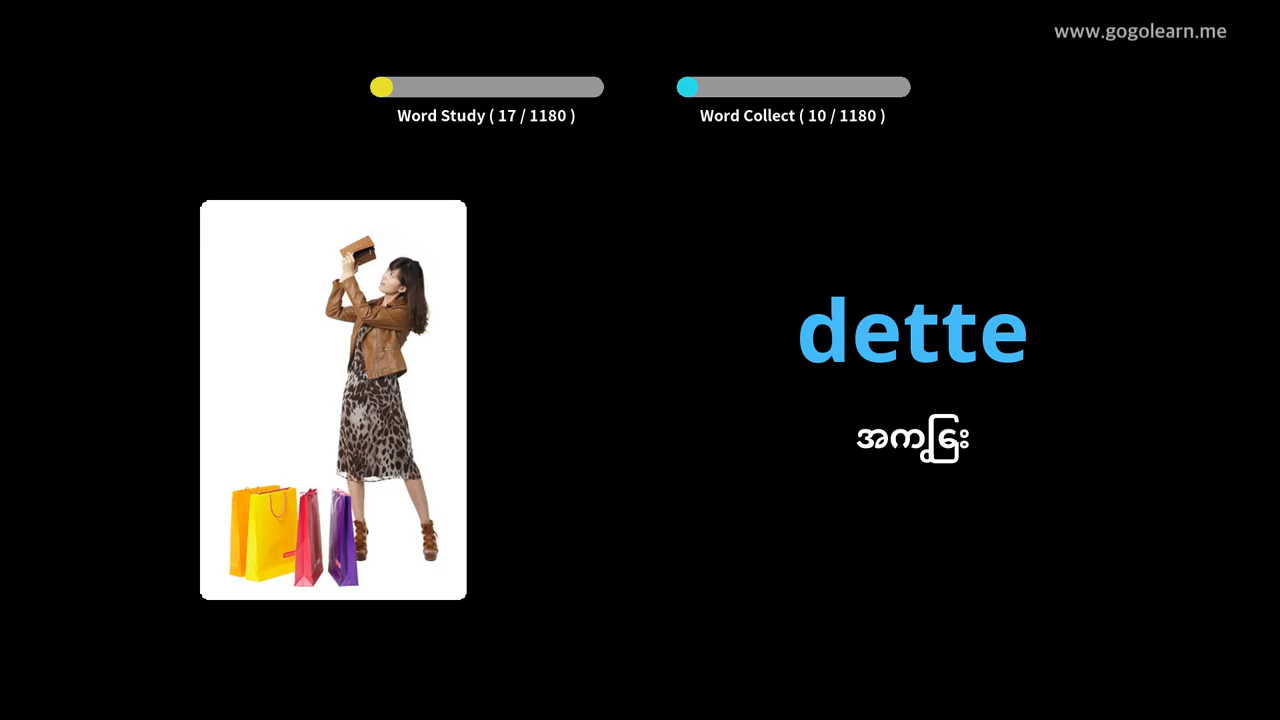 www.gogolearn.me
Word Study ( 17 / 1180 )
Word Collect ( 10 / 1180 )
dette
အကြွေး